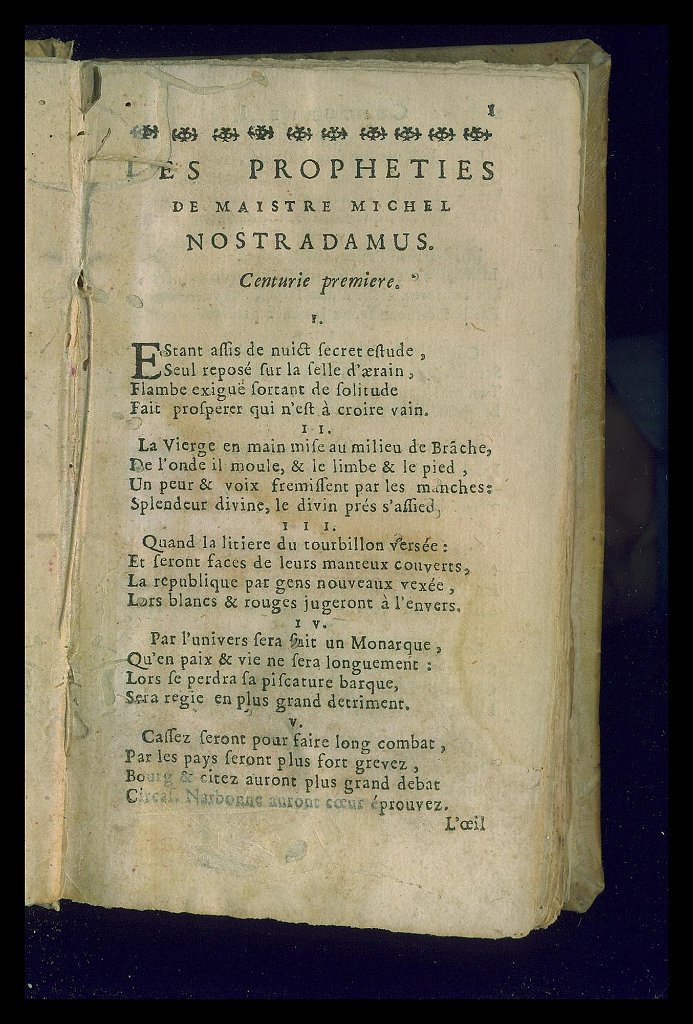 1
LES PROPHETIES
DE MAISTRE MICHEL
NOSTRADAMUS.
Centurie premiere.
I.
EStant aſſis de nuict ſecret eſtude ,
Seul reposé ſur la ſelle d'ærain ,
Flambe exiguë ſortant de ſolitude
Fait proſperer qui n'eſt à croire vain.
I I.
La Vierge en main miſe au milieu de Brāche,
De l'onde il moule, & le limbe & le pied ,
Un peur & voix fremiſſent par les manches:
Splendeur divine, le divin prés s'aſſied,
I I I.
Quand la litiere du tourbillon verſée :
Et ſeront faces de leurs manteux couverts,
La republique par gens nouveaux vexée ,
Lors blancs & rouges jugeront à l'envers.
I V.
Par l'univers ſera fait un Monarque ,
Qu'en paix & vie ne ſera longuement :
Lors ſe perdra ſa piſcature barque,
Sera regie en plus grand detriment.
V.
Caſſez ſeront pour faire long combat ,
Par les pays ſeront plus fort grevez ,
Bourg & citez auront plus grand debat
Circaſ. Narbonne auront cœur éprouvez.
L'œil